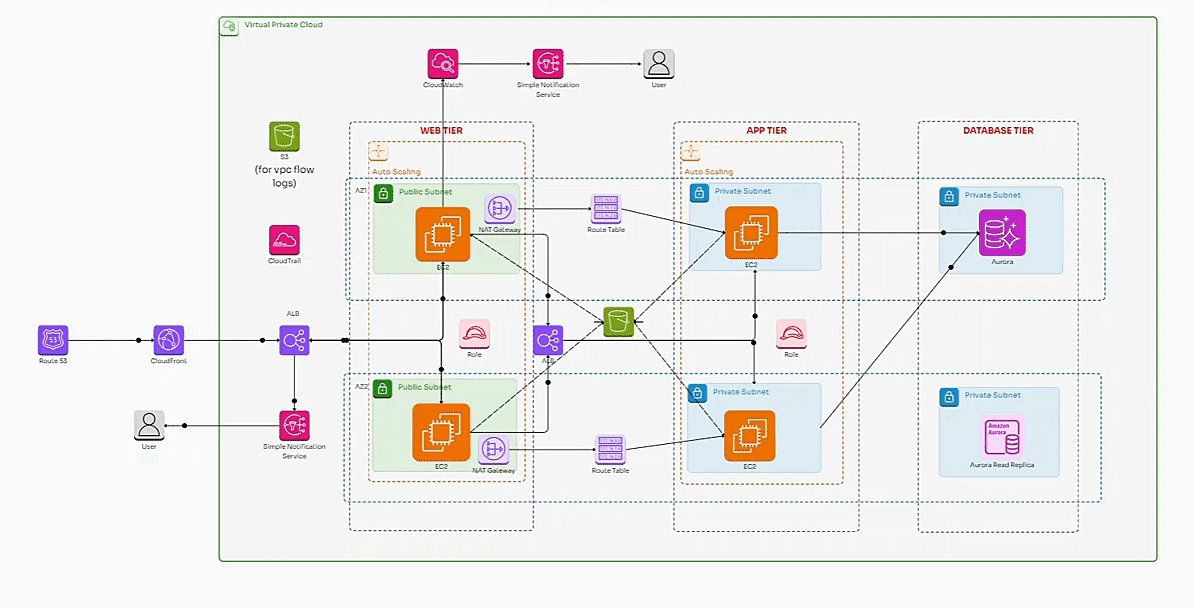 Virtual Private Cloud
CloudWatch
Simple Notification
Service
User
S3
(for vpc flow
logs)
CloudTrail
WEB TIER
APP TIER
DATABASE TIER
Auto Scaling
Auto Scaling
AZ1
Public Subnet
Private Subnet
Private Subnet
NAT Gateway
Route Table
EC2
EC2
Aurora
ALB
53
Route 53
CloudFront
Role
ALB
Role
AZ2
Public Subnet
Private Subnet
Private Subnet
User
Simple Notification
Service
EC2
NAT Gateway
Route Table
EC2
Amazon
Aurora
Aurora Read Replica